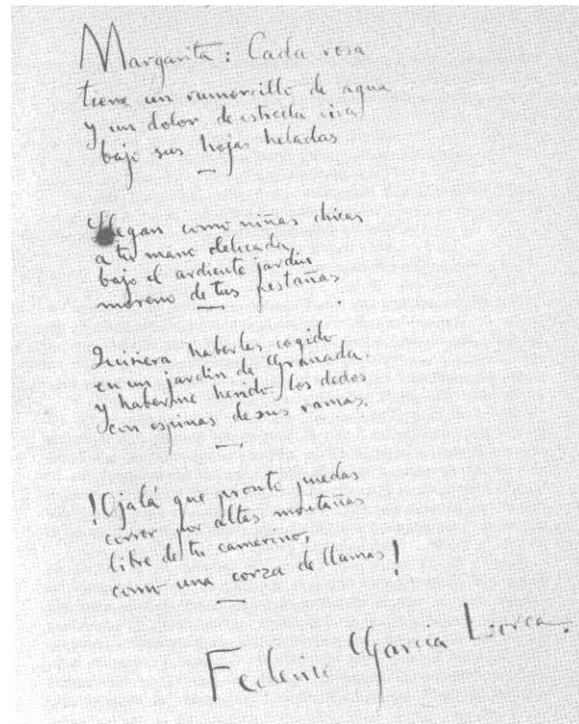 Margarita: Cada rosa
tiene un rumorcillo de agua
y un dolor de estrella viva
bajo sus hojas heladas
Llegan como niñas chicas
a tu mano delicada,
bajo el ardiente jardín
moreno de tus pestañas.
Quisiera haberlas cogido
en un jardín de Granada.
y haberme herido los dedos
con espinas de sus ramas.
!Ojalá que pronto puedas
correr por altas montañas
libre de tu camerino,
como una corza de llamas!
Federico García Lorca.